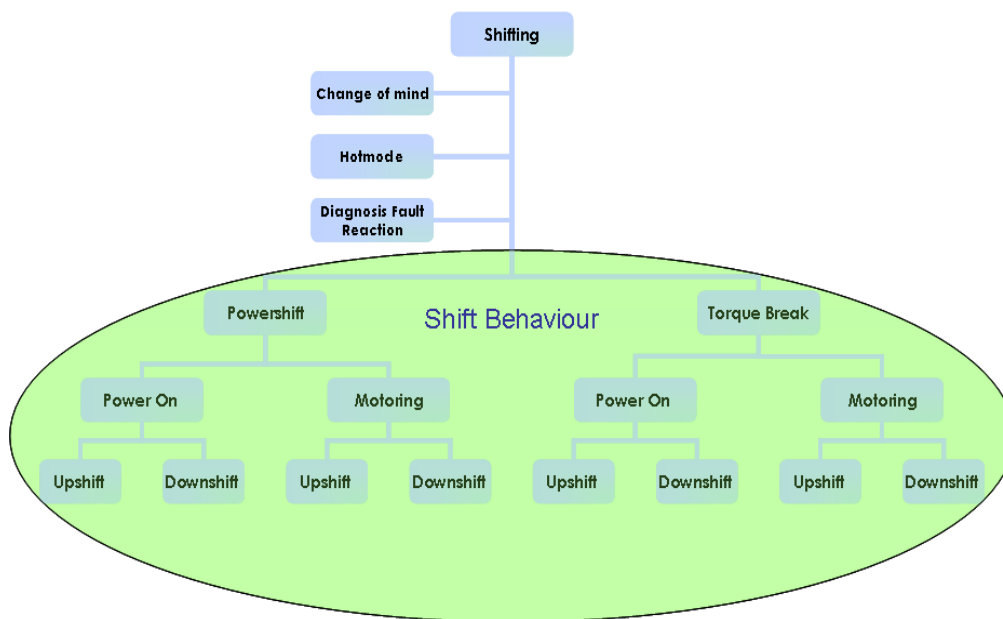 Shifting
Change of mind
Hotmode
Diagnosis Fault
Reaction
Powershift
Shift Behaviour
Torque Break
Power On
Motoring
Power On
Motoring
Upshift
Downshift
Upshift
Downshift
Upshift
Downshift
Upshift
Downshift